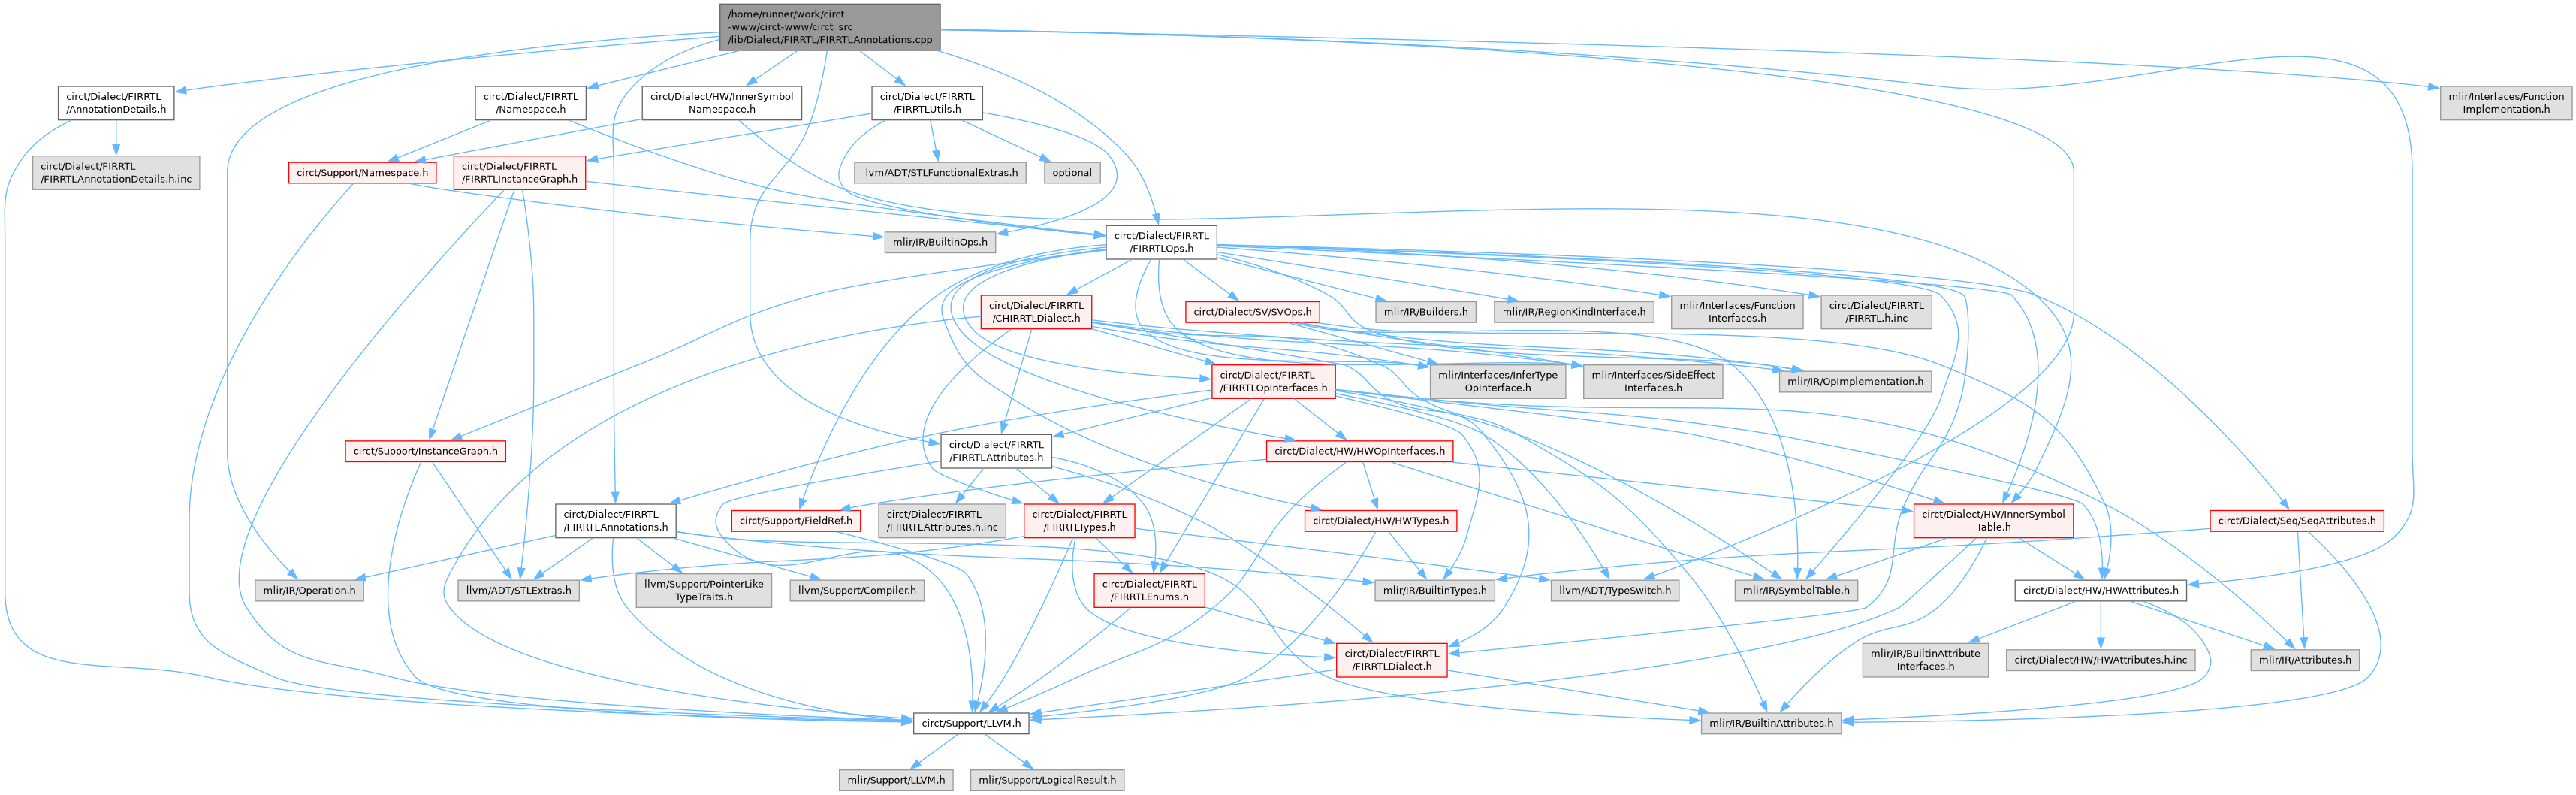 /home/runner/work/circt
-www/circt-www/circt_src
/lib/Dialect/FIRRTL/FIRRTLAnnotations.cpp
circt/Dialect/FIRRTL
/AnnotationDetails.h
circt/Dialect/FIRRTL
/Namespace.h
circt/Dialect/HW/InnerSymbol
Namespace.h
circt/Dialect/FIRRTL
/FIRRTLUtils.h
mlir/Interfaces/Function
Implementation.h
circt/Dialect/FIRRTL
/FIRRTLAnnotationDetails.h.inc
circt/Support/Namespace.h
circt/Dialect/FIRRTL
/FIRRTLInstanceGraph.h
llvm/ADT/STLFunctionalExtras.h
optional
mlir/IR/BuiltinOps.h
circt/Dialect/FIRRTL
/FIRRTLOps.h
circt/Dialect/FIRRTL
/CHIRRTLDialect.h
circt/Dialect/SV/SVOps.h
mlir/IR/Builders.h
mlir/IR/RegionKindInterface.h
mlir/Interfaces/Function
Interfaces.h
circt/Dialect/FIRRTL
/FIRRTL.h.inc
circt/Dialect/FIRRTL
/FIRRTLOpInterfaces.h
mlir/Interfaces/InferType
OpInterface.h
mlir/Interfaces/SideEffect
Interfaces.h
mlir/IR/OpImplementation.h
circt/Support/InstanceGraph.h
circt/Dialect/FIRRTL
/FIRRTLAttributes.h
circt/Dialect/HW/HWOpInterfaces.h
circt/Dialect/FIRRTL
/FIRRTLAnnotations.h
circt/Support/FieldRef.h
circt/Dialect/FIRRTL
/FIRRTLAttributes.h.inc
circt/Dialect/FIRRTL
/FIRRTLTypes.h
circt/Dialect/HW/HWTypes.h
circt/Dialect/HW/InnerSymbol
Table.h
circt/Dialect/Seq/SeqAttributes.h
mlir/IR/Operation.h
llvm/ADT/STLExtras.h
llvm/Support/PointerLike
TypeTraits.h
llvm/Support/Compiler.h
circt/Dialect/FIRRTL
/FIRRTLEnums.h
mlir/IR/BuiltinTypes.h
llvm/ADT/TypeSwitch.h
mlir/IR/SymbolTable.h
circt/Dialect/HW/HWAttributes.h
circt/Dialect/FIRRTL
/FIRRTLDialect.h
mlir/IR/BuiltinAttribute
Interfaces.h
circt/Dialect/HW/HWAttributes.h.inc
mlir/IR/Attributes.h
circt/Support/LLVM.h
mlir/IR/BuiltinAttributes.h
mlir/Support/LLVM.h
mlir/Support/LogicalResult.h